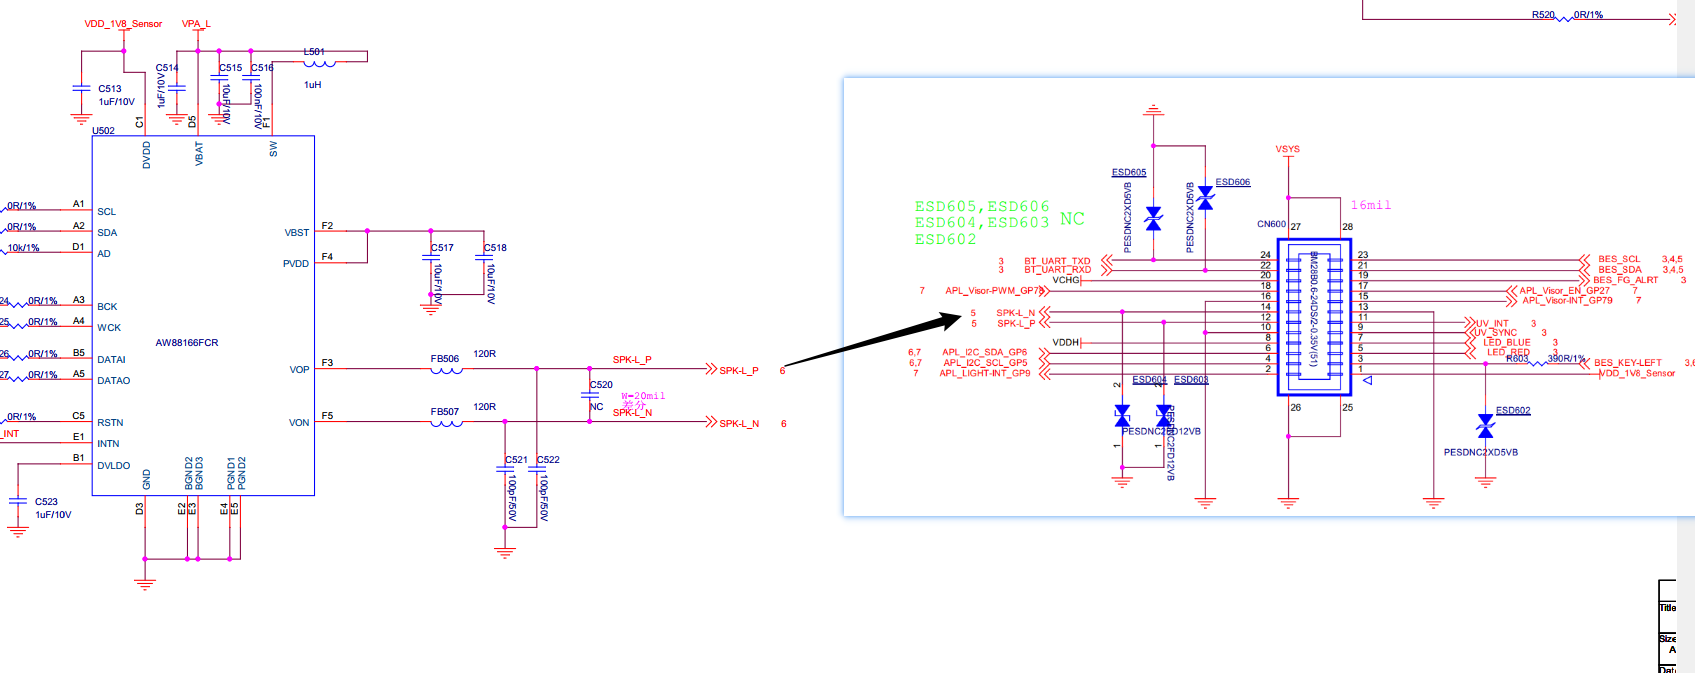 VDD_1V8_Sensor
VPA_L
R520
0R/1%
L501
1uH
C513
1uF/10V
C514
1uF/10V
C515
10uF/10V
C516
100nF/10V
U502
C1
D5
F1
DVDD
VBAT
SW
0R/1%
A1
SCL
0R/1%
A2
SDA
10k/1%
D1
AD
F2
VBST
F4
PVDD
C517
10uF/10V
C518
10uF/10V
24
0R/1%
A3
BCK
25
0R/1%
A4
WCK
AW88166FCR
26
0R/1%
B5
DATAI
27
0R/1%
A5
DATAO
VOP
F3
FB506
120R
SPK-L_P
SPK-L_P
6
C520
NC
W=20mil
差分
0R/1%
C5
RSTN
VON
F5
FB507
120R
SPK-L_N
SPK-L_N
6
_INT
E1
INTN
B1
DVLDO
C521
100pF/50V
C522
100pF/50V
C523
1uF/10V
GND
BGND2
BGND3
PGND1
PGND2
D3
E2
E3
E4
E5
VSYS
ESD605
PESDNC2XD5VB
ESD606
PESDNC2XD5VB
ESD605,ESD606
ESD604,ESD603 NC
ESD602
16mil
CN600
27
28
BM28B0.6-24DS/2-0.35V(51)
3 BT_UART_TXD 24
3 BT_UART_RXD 22
VCHG 20
7 APL_Visor-PWM_GP78 18
16
5 SPK-L_N 14
5 SPK-L_P 12
10
VDDH 8
6,7 APL_I2C_SDA_GP6 6
6,7 APL_I2C_SCL_GP5 4
7 APL_LIGHT-INT_GP9 2
23 BES_SCL 3,4,5
21 BES_SDA 3,4,5
19 BES_FG_ALRT 3
17 APL_Visor_EN_GP27 7
15 APL_Visor-INT_GP79 7
13
11 UV_INT 3
9 UV_SYNC 3
7 LED_BLUE 3
5 LED_RED 3
3 R603 390R/1% BES_KEY-LEFT 3,6
1 VDD_1V8_Sensor
26
25
ESD604
ESD603
2
2
PESDNC2FD12VB
PESDNC2FD12VB
1
1
ESD602
PESDNC2XD5VB
Title
Size
A
Date